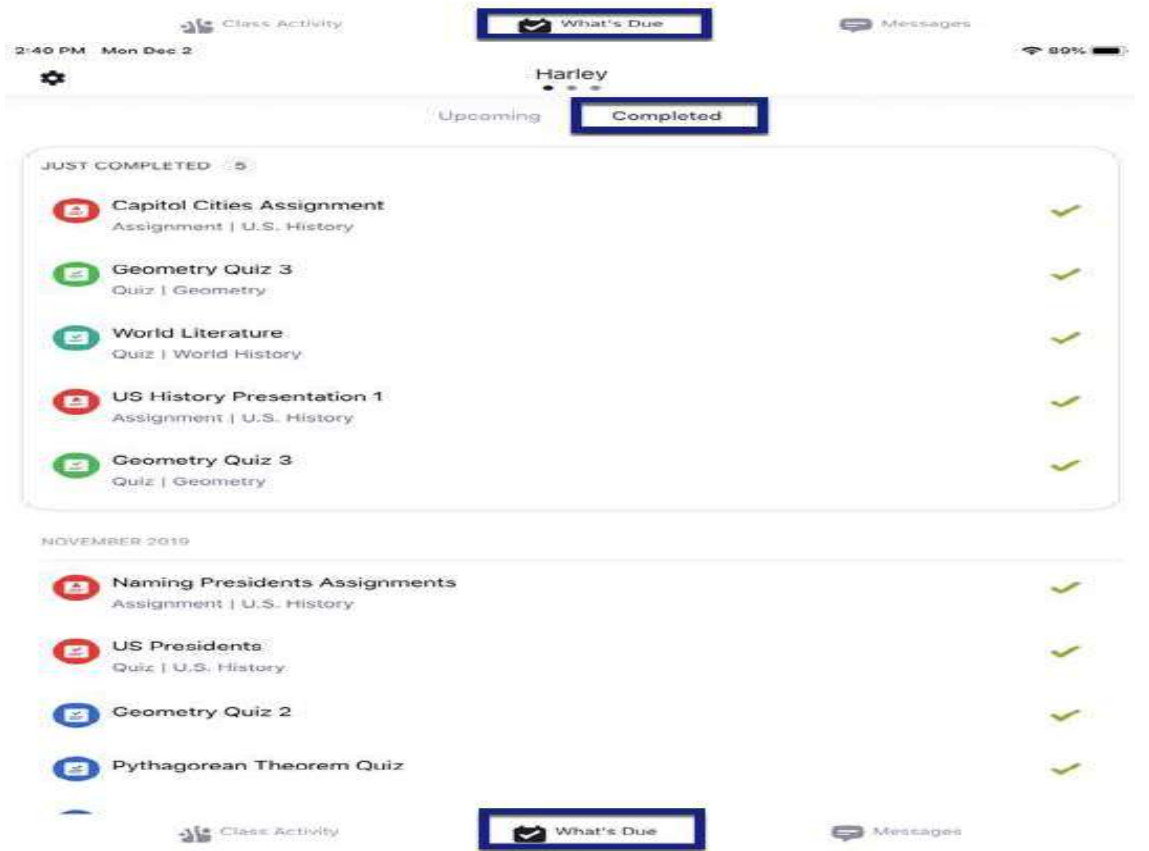 Class Activity What's Due Messages
2:40 PM Mon Dec 2 89%
Harley
Upcoming Completed
JUST COMPLETED 5
Capitol Cities Assignment
Assignment | U.S. History
Geometry Quiz 3
Quiz | Geometry
World Literature
Quiz | World History
US History Presentation 1
Assignment | U.S. History
Geometry Quiz 3
Quiz | Geometry
NOVEMBER 2019
Naming Presidents Assignments
Assignment | U.S. History
US Presidents
Quiz | U.S. History
Geometry Quiz 2
Pythagorean Theorem Quiz
Class Activity What's Due Messages